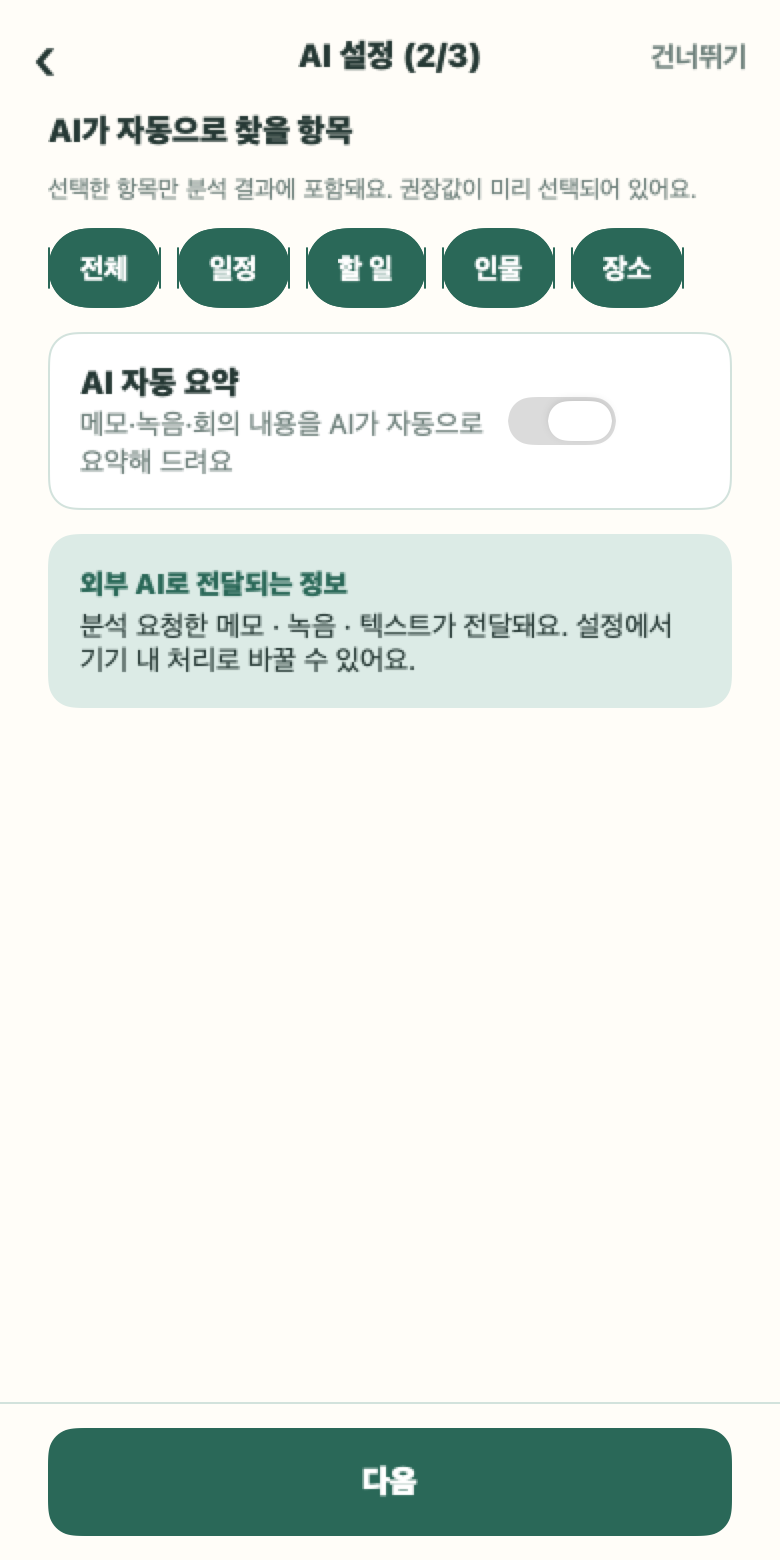 AI 설정 (2/3)
건너뛰기
AI가 자동으로 찾을 항목
선택한 항목만 분석 결과에 포함돼요. 권장값이 미리 선택되어 있어요.
전체
일정
할 일
인물
장소
AI 자동 요약
메모·녹음·회의 내용을 AI가 자동으로
요약해 드려요
외부 AI로 전달되는 정보
분석 요청한 메모 · 녹음 · 텍스트가 전달돼요. 설정에서
기기 내 처리로 바꿀 수 있어요.
다음